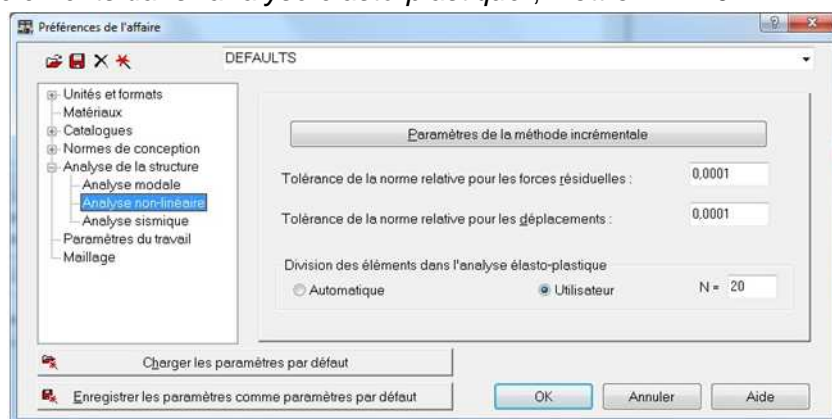 Préférences de l'affaire
DEFAULTS
Unités et formats
Matériaux
Catalogues
Normes de conception
Analyse de la structure
Analyse modale
Analyse non-linéaire
Analyse sismique
Paramètres du travail
Maillage
Paramètres de la méthode incrémentale
Tolérance de la norme relative pour les forces résiduelles : 0,0001
Tolérance de la norme relative pour les déplacements : 0,0001
Division des éléments dans l'analyse élasto-plastique
Automatique Utilisateur N = 20
Charger les paramètres par défaut
Enregistrer les paramètres comme paramètres par défaut
OK Annuler Aide